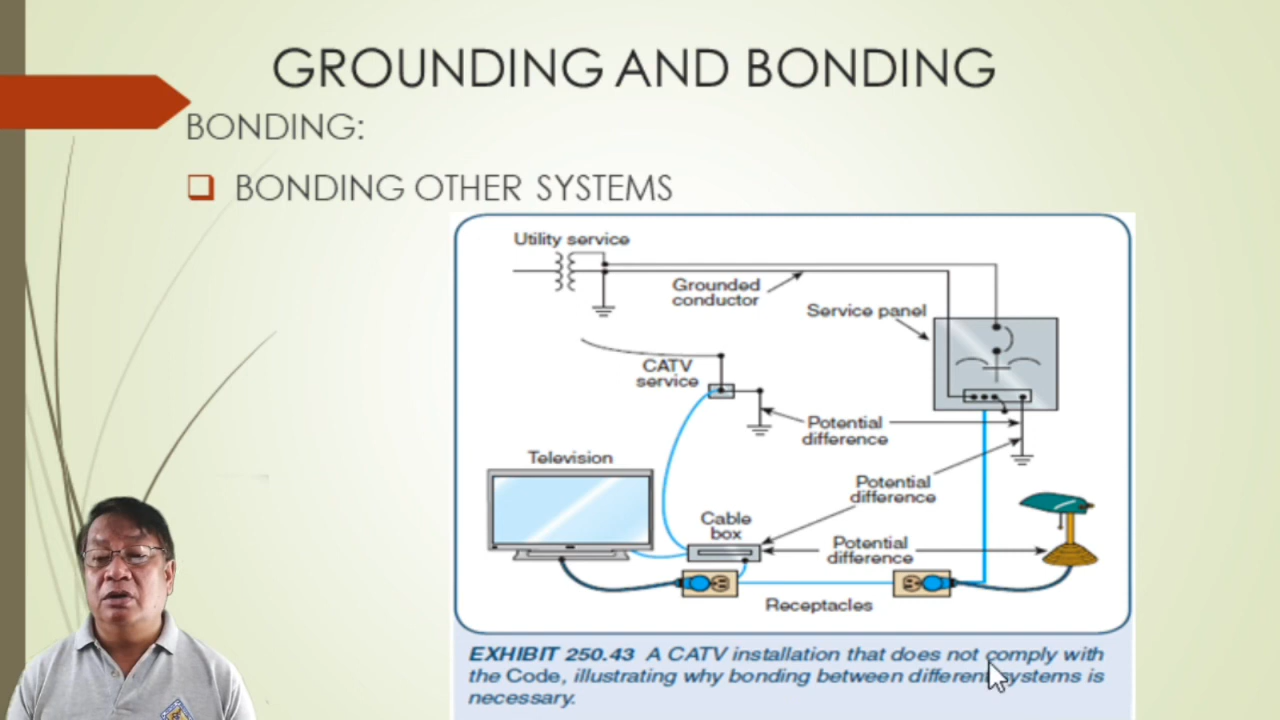 GROUNDING AND BONDING
BONDING:
BONDING OTHER SYSTEMS
Utility service
Grounded
conductor
Service panel
CATV
service
Potential
difference
Television
Potential
difference
Cable
box
Potential
difference
Receptacles
EXHIBIT 250.43 A CATV installation that does not comply with
the Code, illustrating why bonding between different systems is
necessary.